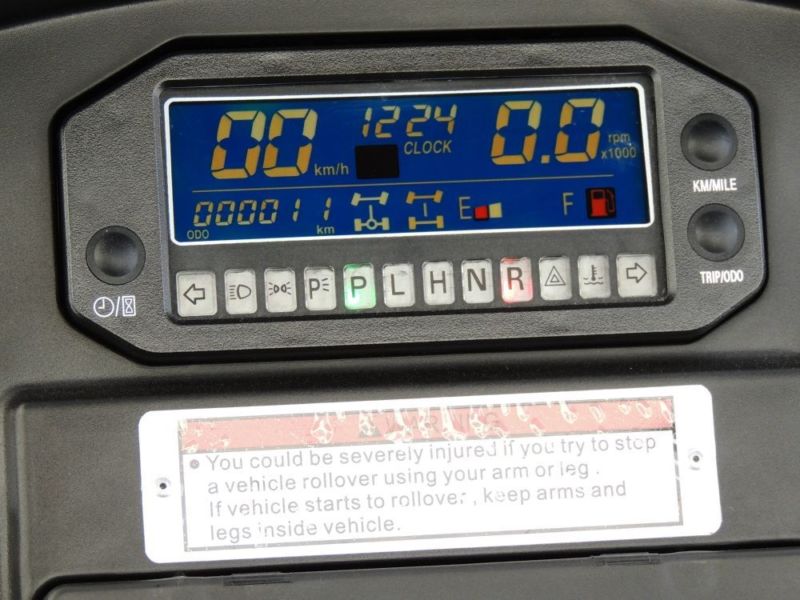 00 km/h
1224
CLOCK
0.0 rpm x1000
000011 km
ODO
E F
KM/MILE
TRIP/ODO
P P L H N R
WARNING
• You could be severely injured if you try to stop
a vehicle rollover using your arm or leg .
If vehicle starts to rollover , keep arms and
legs inside vehicle.